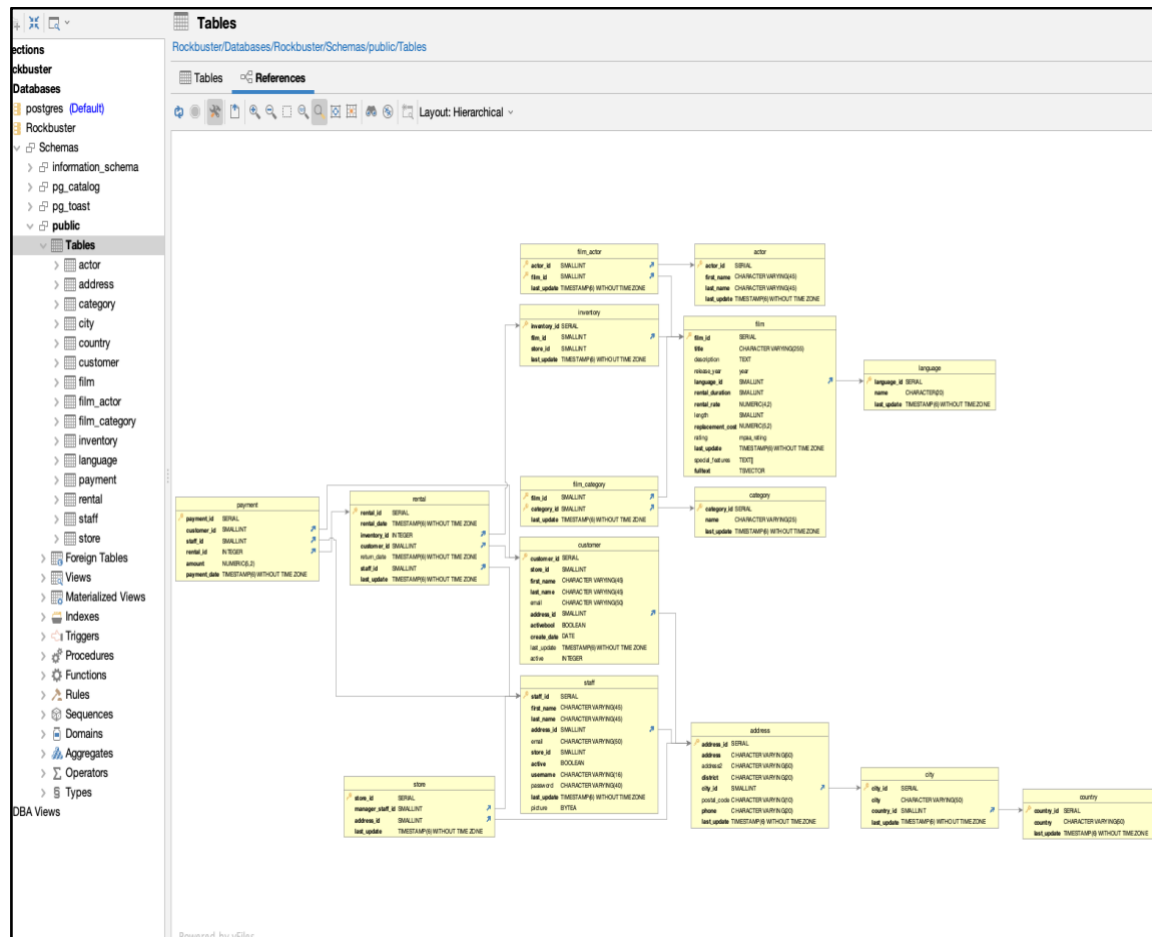 Tables
Rockbuster/Databases/Rockbuster/Schemas/public/Tables
Tables References
Layout: Hierarchical
ections
ckbuster
Databases
postgres (Default)
Rockbuster
Schemas
information_schema
pg_catalog
pg_toast
public
Tables
actor
address
category
city
country
customer
film
film_actor
film_category
inventory
language
payment
rental
staff
store
Foreign Tables
Views
Materialized Views
Indexes
Triggers
Procedures
Functions
Rules
Sequences
Domains
Aggregates
Operators
Types
DBA Views
film_actor
actor_id SMALLINT
film_id SMALLINT
last_update TIMESTAMP(6) WITHOUT TIME ZONE
actor
actor_id SERIAL
first_name CHARACTER VARYING(45)
last_name CHARACTER VARYING(45)
last_update TIMESTAMP(6) WITHOUT TIME ZONE
inventory
inventory_id SERIAL
film_id SMALLINT
store_id SMALLINT
last_update TIMESTAMP(6) WITHOUT TIME ZONE
film
film_id SERIAL
title CHARACTER VARYING(255)
description TEXT
release_year year
language_id SMALLINT
rental_duration SMALLINT
rental_rate NUMERIC(4,2)
length SMALLINT
replacement_cost NUMERIC(5,2)
rating mpaa_rating
last_update TIMESTAMP(6) WITHOUT TIME ZONE
special_features TEXT[]
fulltext TSVECTOR
language
language_id SERIAL
name CHARACTER(20)
last_update TIMESTAMP(6) WITHOUT TIME ZONE
film_category
film_id SMALLINT
category_id SMALLINT
last_update TIMESTAMP(6) WITHOUT TIME ZONE
category
category_id SERIAL
name CHARACTER VARYING(25)
last_update TIMESTAMP(6) WITHOUT TIME ZONE
payment
payment_id SERIAL
customer_id SMALLINT
staff_id SMALLINT
rental_id INTEGER
amount NUMERIC(5,2)
payment_date TIMESTAMP(6) WITHOUT TIME ZONE
rental
rental_id SERIAL
rental_date TIMESTAMP(6) WITHOUT TIME ZONE
inventory_id INTEGER
customer_id SMALLINT
return_date TIMESTAMP(6) WITHOUT TIME ZONE
staff_id SMALLINT
last_update TIMESTAMP(6) WITHOUT TIME ZONE
customer
customer_id SERIAL
store_id SMALLINT
first_name CHARACTER VARYING(45)
last_name CHARACTER VARYING(45)
email CHARACTER VARYING(50)
address_id SMALLINT
activebool BOOLEAN
create_date DATE
last_update TIMESTAMP(6) WITHOUT TIME ZONE
active INTEGER
staff
staff_id SERIAL
first_name CHARACTER VARYING(45)
last_name CHARACTER VARYING(45)
address_id SMALLINT
email CHARACTER VARYING(50)
store_id SMALLINT
active BOOLEAN
username CHARACTER VARYING(16)
password CHARACTER VARYING(40)
last_update TIMESTAMP(6) WITHOUT TIME ZONE
picture BYTEA
store
store_id SERIAL
manager_staff_id SMALLINT
address_id SMALLINT
last_update TIMESTAMP(6) WITHOUT TIME ZONE
address
address_id SERIAL
address CHARACTER VARYING(50)
address2 CHARACTER VARYING(50)
district CHARACTER VARYING(20)
city_id SMALLINT
postal_code CHARACTER VARYING(10)
phone CHARACTER VARYING(20)
last_update TIMESTAMP(6) WITHOUT TIME ZONE
city
city_id SERIAL
city CHARACTER VARYING(50)
country_id SMALLINT
last_update TIMESTAMP(6) WITHOUT TIME ZONE
country
country_id SERIAL
country CHARACTER VARYING(50)
last_update TIMESTAMP(6) WITHOUT TIME ZONE
Powered by yFiles